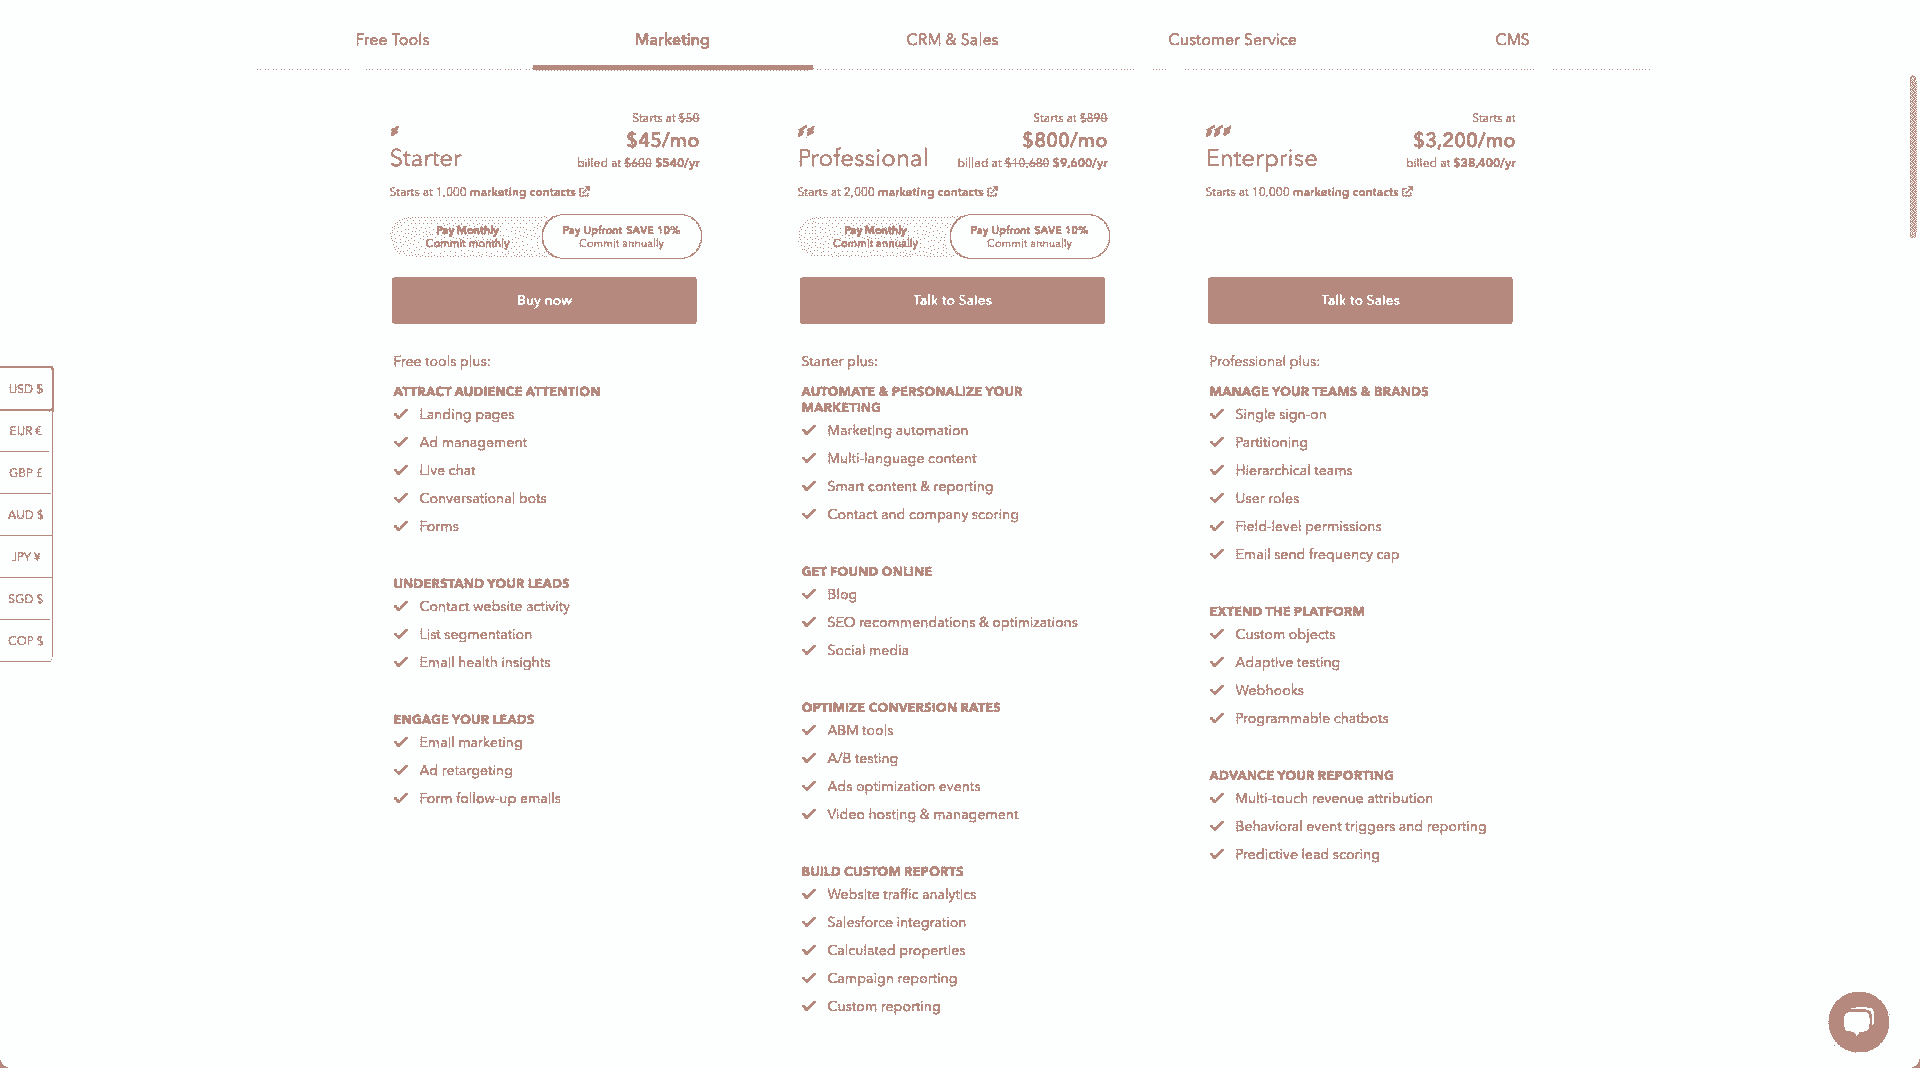 Free Tools
Marketing
CRM & Sales
Customer Service
CMS
Starter
Starts at $50
$45/mo
billed at $600 $540/yr
Starts at 1,000 marketing contacts
Pay Monthly
Commit monthly
Pay Upfront SAVE 10%
Commit annually
Buy now
Free tools plus:
ATTRACT AUDIENCE ATTENTION
Landing pages
Ad management
Live chat
Conversational bots
Forms
UNDERSTAND YOUR LEADS
Contact website activity
List segmentation
Email health insights
ENGAGE YOUR LEADS
Email marketing
Ad retargeting
Form follow-up emails
Professional
Starts at $890
$800/mo
billed at $10,680 $9,600/yr
Starts at 2,000 marketing contacts
Pay Monthly
Commit annually
Pay Upfront SAVE 10%
Commit annually
Talk to Sales
Starter plus:
AUTOMATE & PERSONALIZE YOUR
MARKETING
Marketing automation
Multi-language content
Smart content & reporting
Contact and company scoring
GET FOUND ONLINE
Blog
SEO recommendations & optimizations
Social media
OPTIMIZE CONVERSION RATES
ABM tools
A/B testing
Ads optimization events
Video hosting & management
BUILD CUSTOM REPORTS
Website traffic analytics
Salesforce integration
Calculated properties
Campaign reporting
Custom reporting
Enterprise
Starts at
$3,200/mo
billed at $38,400/yr
Starts at 10,000 marketing contacts
Talk to Sales
Professional plus:
MANAGE YOUR TEAMS & BRANDS
Single sign-on
Partitioning
Hierarchical teams
User roles
Field-level permissions
Email send frequency cap
EXTEND THE PLATFORM
Custom objects
Adaptive testing
Webhooks
Programmable chatbots
ADVANCE YOUR REPORTING
Multi-touch revenue attribution
Behavioral event triggers and reporting
Predictive lead scoring
USD $
EUR €
GBP £
AUD $
JPY ¥
SGD $
COP $